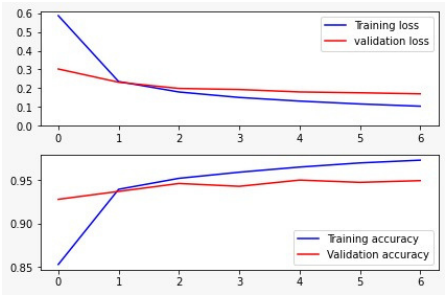 0.6
0.5
0.4
0.3
0.2
0.1
0.0
Training loss
validation loss
0 1 2 3 4 5 6
0.95
0.90
0.85
Training accuracy
Validation accuracy
0 1 2 3 4 5 6